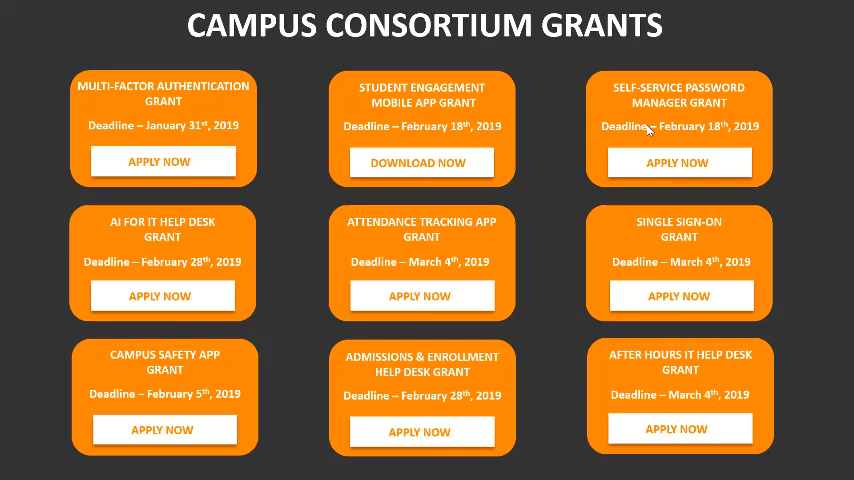 CAMPUS CONSORTIUM GRANTS
MULTI-FACTOR AUTHENTICATION
GRANT
Deadline – January 31st, 2019
APPLY NOW
STUDENT ENGAGEMENT
MOBILE APP GRANT
Deadline – February 18th, 2019
DOWNLOAD NOW
SELF-SERVICE PASSWORD
MANAGER GRANT
Deadline – February 18th, 2019
APPLY NOW
AI FOR IT HELP DESK
GRANT
Deadline – February 28th, 2019
APPLY NOW
ATTENDANCE TRACKING APP
GRANT
Deadline – March 4th, 2019
APPLY NOW
SINGLE SIGN-ON
GRANT
Deadline – March 4th, 2019
APPLY NOW
CAMPUS SAFETY APP
GRANT
Deadline – February 5th, 2019
APPLY NOW
ADMISSIONS & ENROLLMENT
HELP DESK GRANT
Deadline – February 28th, 2019
APPLY NOW
AFTER HOURS IT HELP DESK
GRANT
Deadline – March 4th, 2019
APPLY NOW